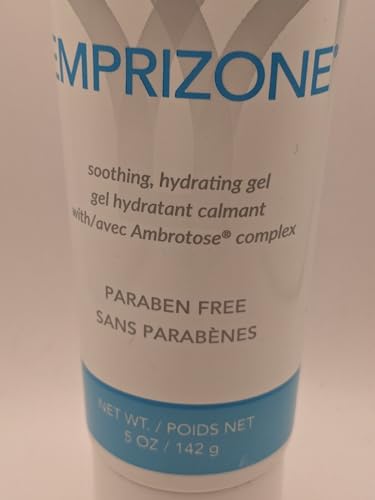 EMPRIZONE®
soothing, hydrating gel
gel hydratant calmant
with/avec Ambrotose® complex
PARABEN FREE
SANS PARABÈNES
NET WT. / POIDS NET
5 OZ / 142 g